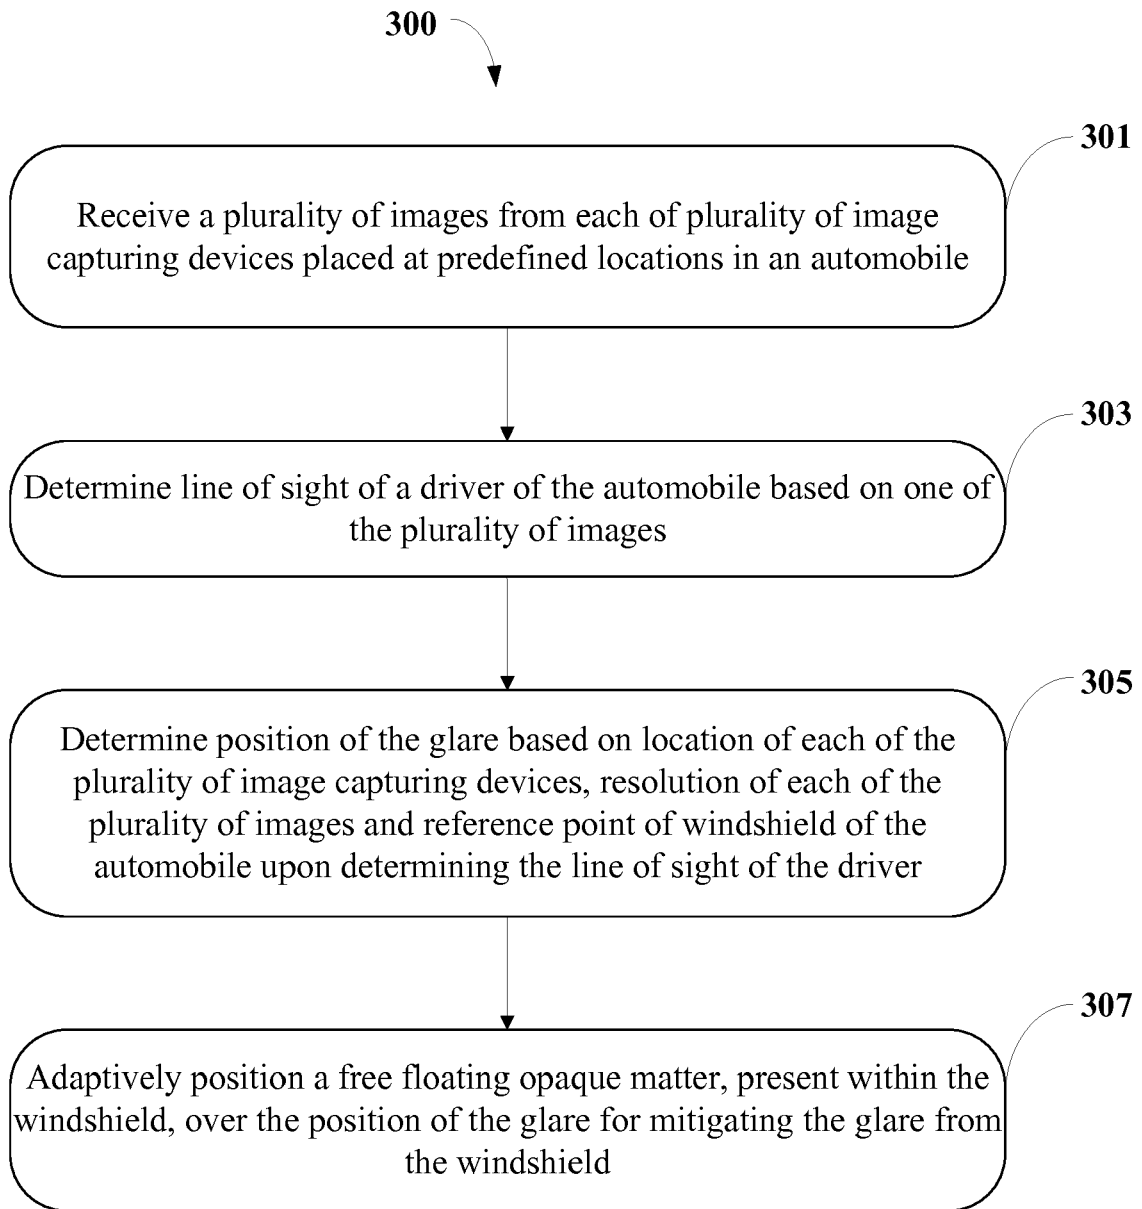 300
301
Receive a plurality of images from each of plurality of image
capturing devices placed at predefined locations in an automobile
303
Determine line of sight of a driver of the automobile based on one of
the plurality of images
305
Determine position of the glare based on location of each of the
plurality of image capturing devices, resolution of each of the
plurality of images and reference point of windshield of the
automobile upon determining the line of sight of the driver
307
Adaptively position a free floating opaque matter, present within the
windshield, over the position of the glare for mitigating the glare from
the windshield